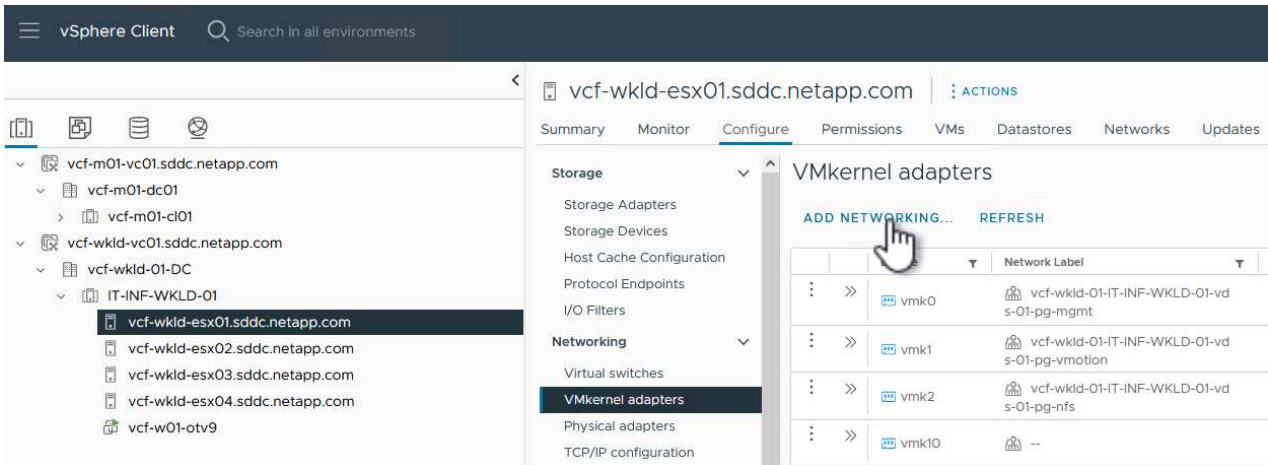 vSphere Client
Search in all environments
vcf-m01-vc01.sddc.netapp.com
vcf-m01-dc01
vcf-m01-cl01
vcf-wkld-vc01.sddc.netapp.com
vcf-wkld-01-DC
IT-INF-WKLD-01
vcf-wkld-esx01.sddc.netapp.com
vcf-wkld-esx02.sddc.netapp.com
vcf-wkld-esx03.sddc.netapp.com
vcf-wkld-esx04.sddc.netapp.com
vcf-w01-otv9
vcf-wkld-esx01.sddc.netapp.com
ACTIONS
Summary Monitor Configure Permissions VMs Datastores Networks Updates
Storage
Storage Adapters
Storage Devices
Host Cache Configuration
Protocol Endpoints
I/O Filters
Networking
Virtual switches
VMkernel adapters
Physical adapters
TCP/IP configuration
VMkernel adapters
ADD NETWORKING... REFRESH
Network Label
vmk0 vcf-wkld-01-IT-INF-WKLD-01-vd
s-01-pg-mgmt
vmk1 vcf-wkld-01-IT-INF-WKLD-01-vd
s-01-pg-vmotion
vmk2 vcf-wkld-01-IT-INF-WKLD-01-vd
s-01-pg-nfs
vmk10 --